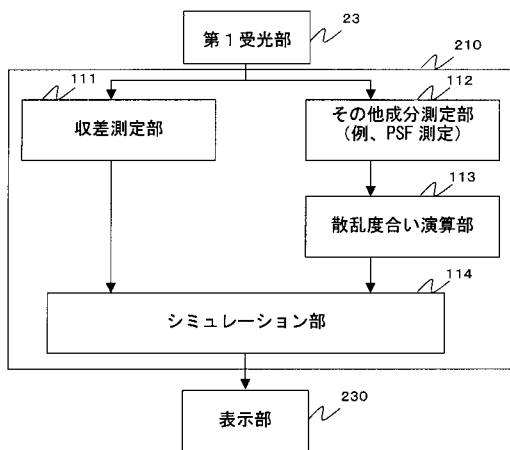 第1受光部
23
210
111
収差測定部
112
その他成分測定部
(例、PSF 測定)
113
散乱度合い演算部
114
シミュレーション部
230
表示部